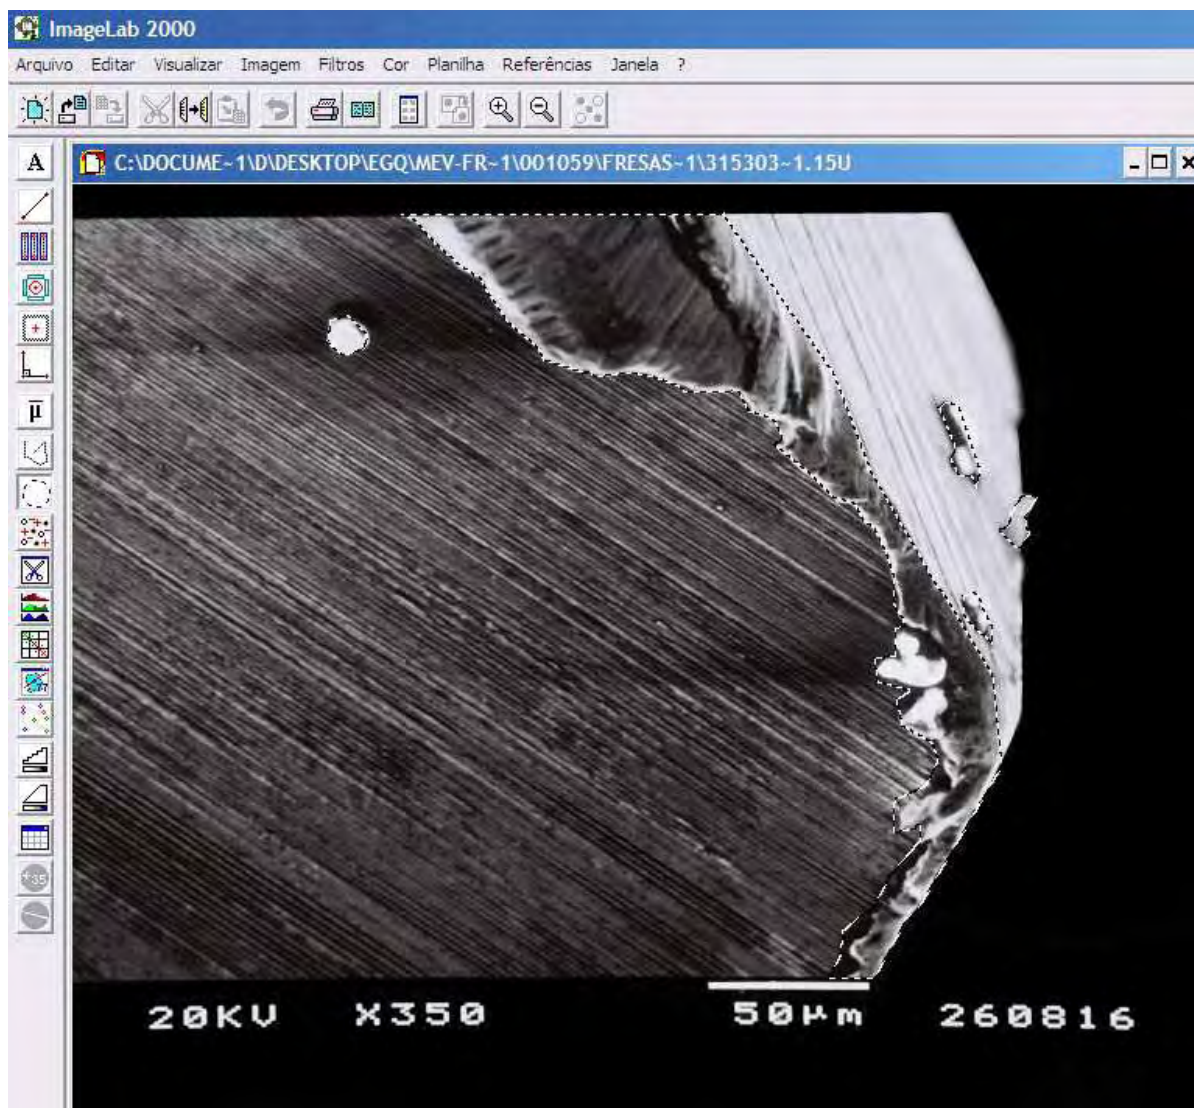 ImageLab 2000
Arquivo Editar Visualizar Imagem Filtros Cor Planilha Referências Janela ?
C:\DOCUME~1\D\DESKTOP\EGQ\MEV-FR~1\001059\FRESAS~1\315303~1.15U
A
μ̅
+35
20KV X350 50μm 260816